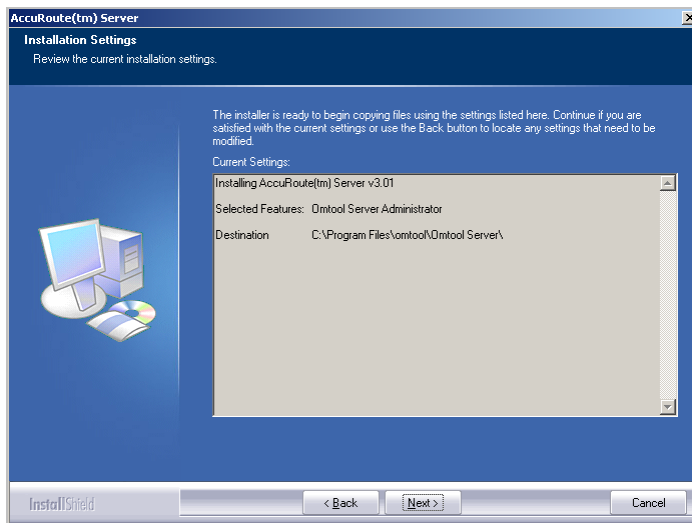 AccuRoute(tm) Server
Installation Settings
Review the current installation settings.
The installer is ready to begin copying files using the settings listed here. Continue if you are
satisfied with the current settings or use the Back button to locate any settings that need to be
modified.
Current Settings:
Installing AccuRoute(tm) Server v3.01
Selected Features: Omtool Server Administrator
Destination C:\Program Files\omtool\Omtool Server\
InstallShield
< Back
Next >
Cancel